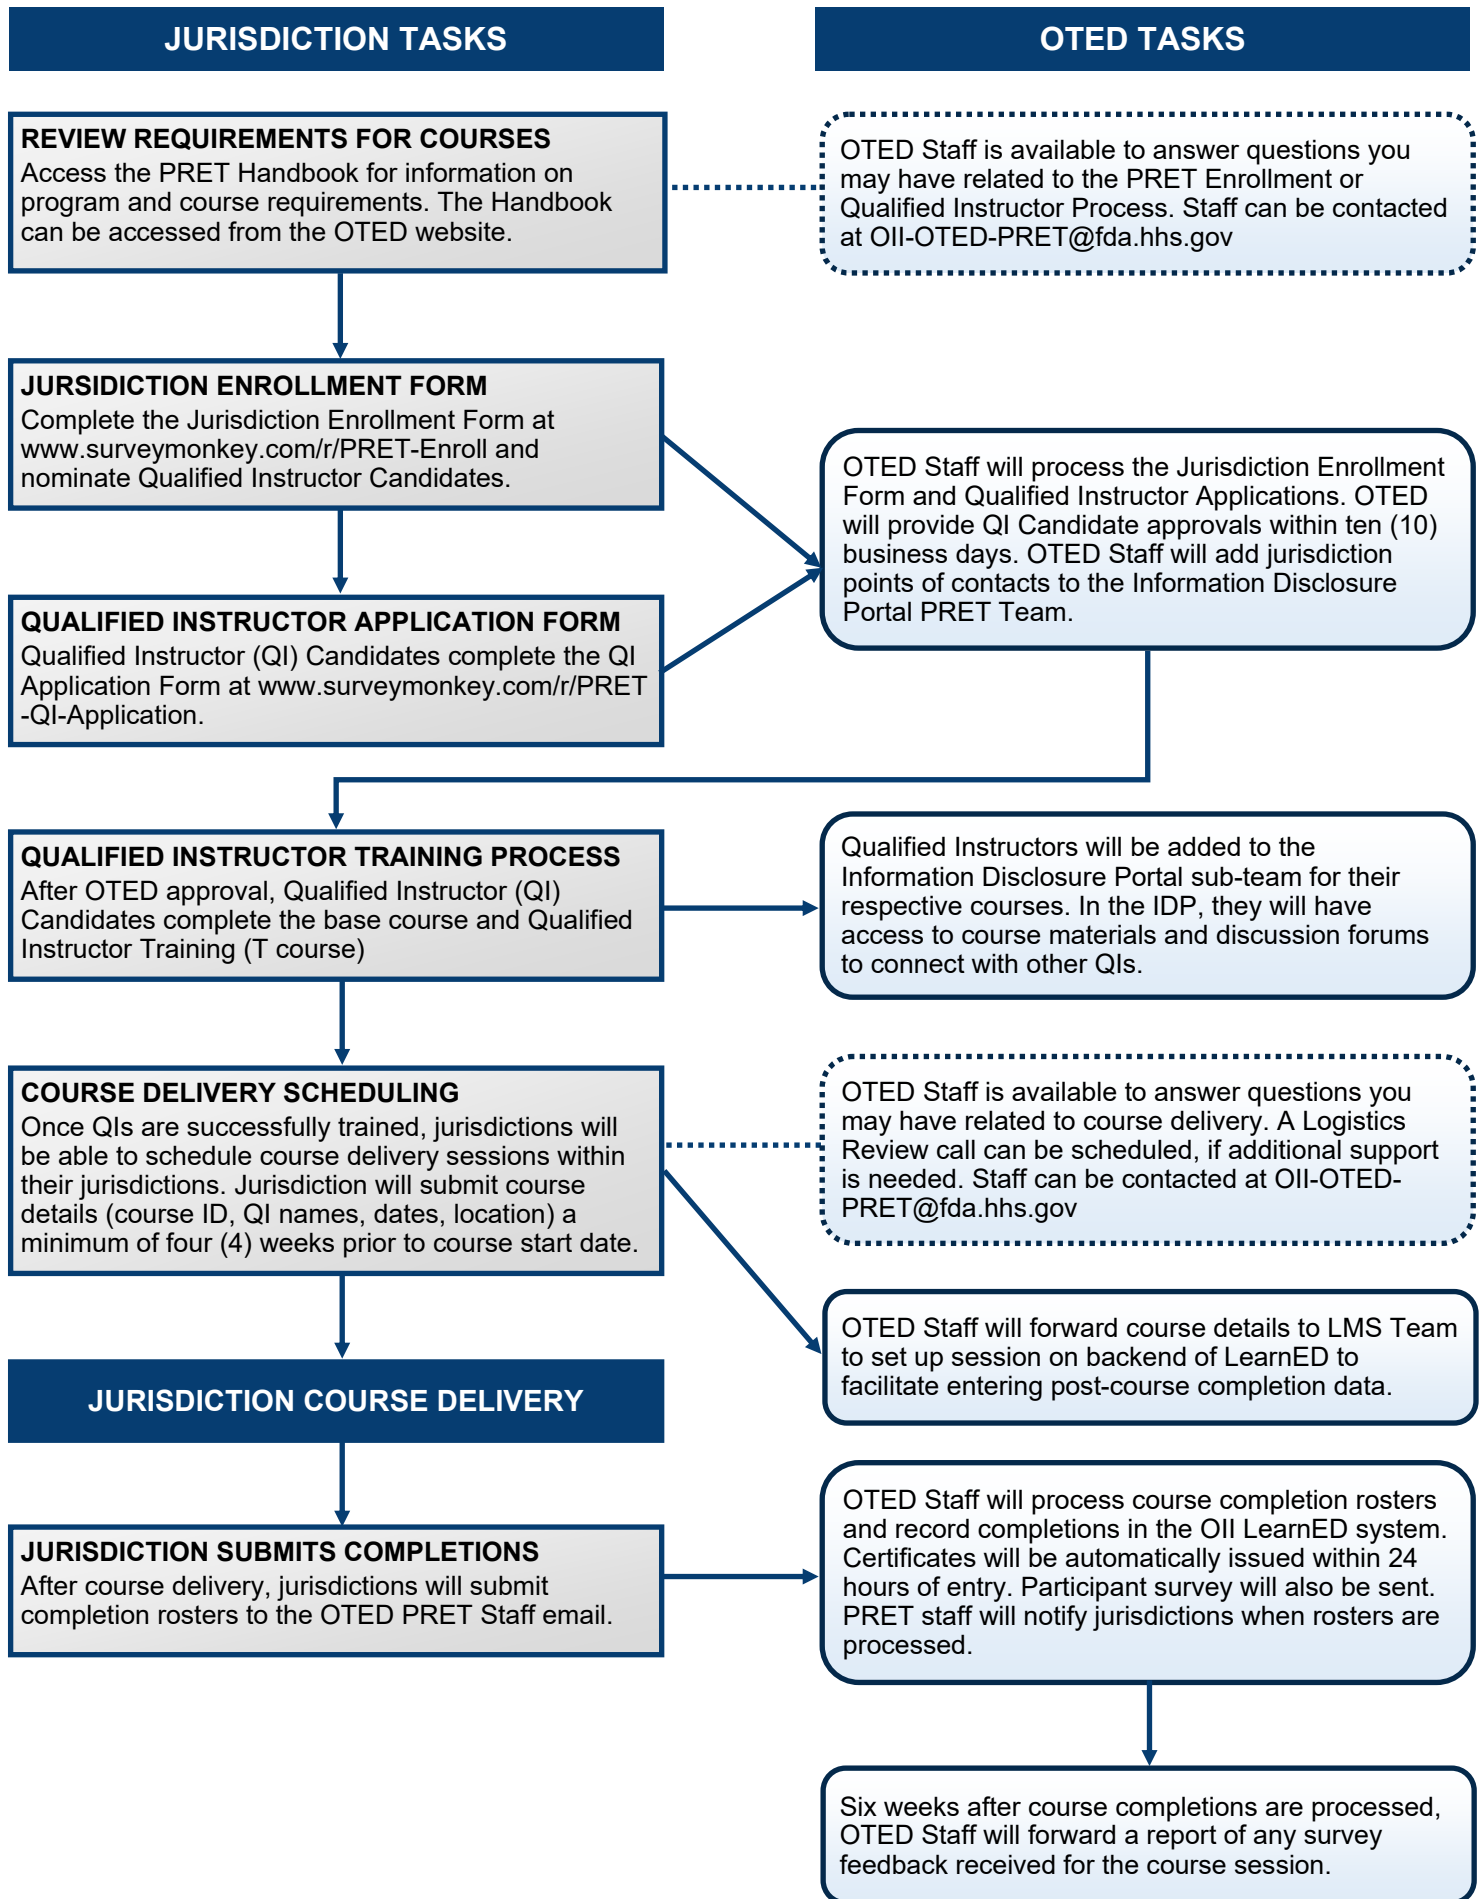 JURISDICTION TASKS
OTED TASKS
REVIEW REQUIREMENTS FOR COURSES
Access the PRET Handbook for information on
program and course requirements. The Handbook
can be accessed from the OTED website.
OTED Staff is available to answer questions you
may have related to the PRET Enrollment or
Qualified Instructor Process. Staff can be contacted
at OII-OTED-PRET@fda.hhs.gov
JURSIDICTION ENROLLMENT FORM
Complete the Jurisdiction Enrollment Form at
www.surveymonkey.com/r/PRET-Enroll and
nominate Qualified Instructor Candidates.
OTED Staff will process the Jurisdiction Enrollment
Form and Qualified Instructor Applications. OTED
will provide QI Candidate approvals within ten (10)
business days. OTED Staff will add jurisdiction
points of contacts to the Information Disclosure
Portal PRET Team.
QUALIFIED INSTRUCTOR APPLICATION FORM
Qualified Instructor (QI) Candidates complete the QI
Application Form at www.surveymonkey.com/r/PRET
-QI-Application.
QUALIFIED INSTRUCTOR TRAINING PROCESS
After OTED approval, Qualified Instructor (QI)
Candidates complete the base course and Qualified
Instructor Training (T course)
Qualified Instructors will be added to the
Information Disclosure Portal sub-team for their
respective courses. In the IDP, they will have
access to course materials and discussion forums
to connect with other QIs.
COURSE DELIVERY SCHEDULING
Once QIs are successfully trained, jurisdictions will
be able to schedule course delivery sessions within
their jurisdictions. Jurisdiction will submit course
details (course ID, QI names, dates, location) a
minimum of four (4) weeks prior to course start date.
OTED Staff is available to answer questions you
may have related to course delivery. A Logistics
Review call can be scheduled, if additional support
is needed. Staff can be contacted at OII-OTED-
PRET@fda.hhs.gov
OTED Staff will forward course details to LMS Team
to set up session on backend of LearnED to
facilitate entering post-course completion data.
JURISDICTION COURSE DELIVERY
JURISDICTION SUBMITS COMPLETIONS
After course delivery, jurisdictions will submit
completion rosters to the OTED PRET Staff email.
OTED Staff will process course completion rosters
and record completions in the OII LearnED system.
Certificates will be automatically issued within 24
hours of entry. Participant survey will also be sent.
PRET staff will notify jurisdictions when rosters are
processed.
Six weeks after course completions are processed,
OTED Staff will forward a report of any survey
feedback received for the course session.